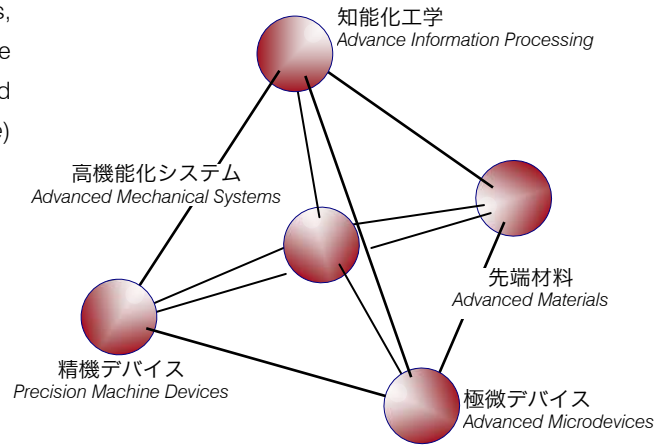 s,
e
d
e)
知能化工学
Advance Information Processing
高機能化システム
Advanced Mechanical Systems
先端材料
Advanced Materials
精機デバイス
Precision Machine Devices
極微デバイス
Advanced Microdevices